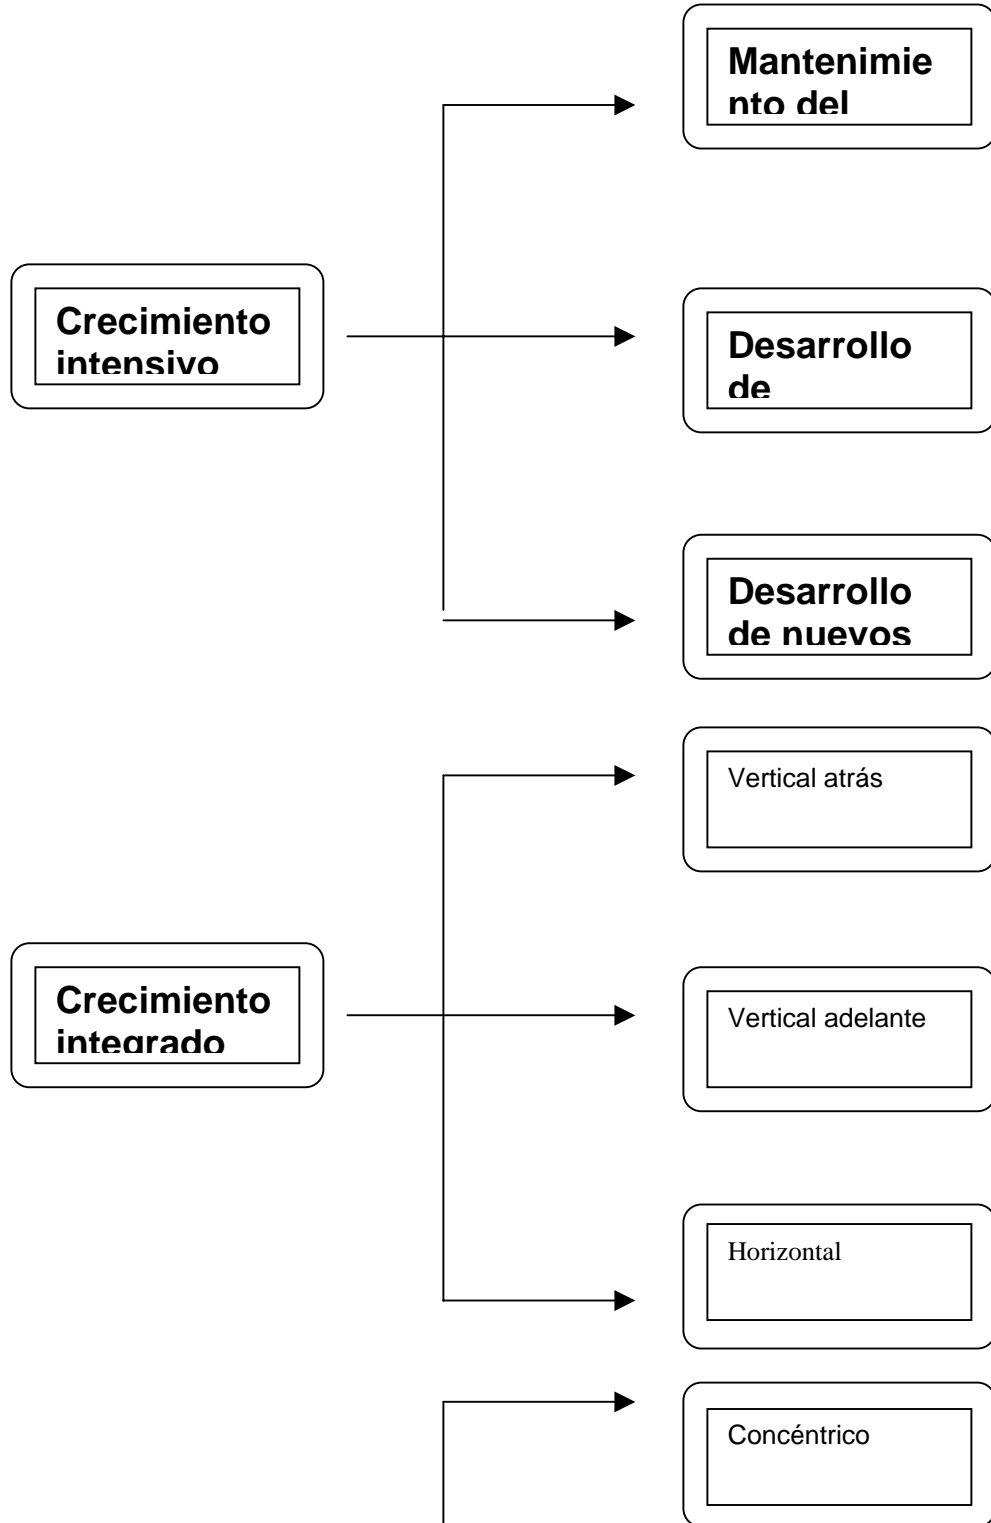 Mantenimie
nto del
Crecimiento
intensivo
Desarrollo
de
Desarrollo
de nuevos
Vertical atrás
Crecimiento
integrado
Vertical adelante
Horizontal
Concéntrico